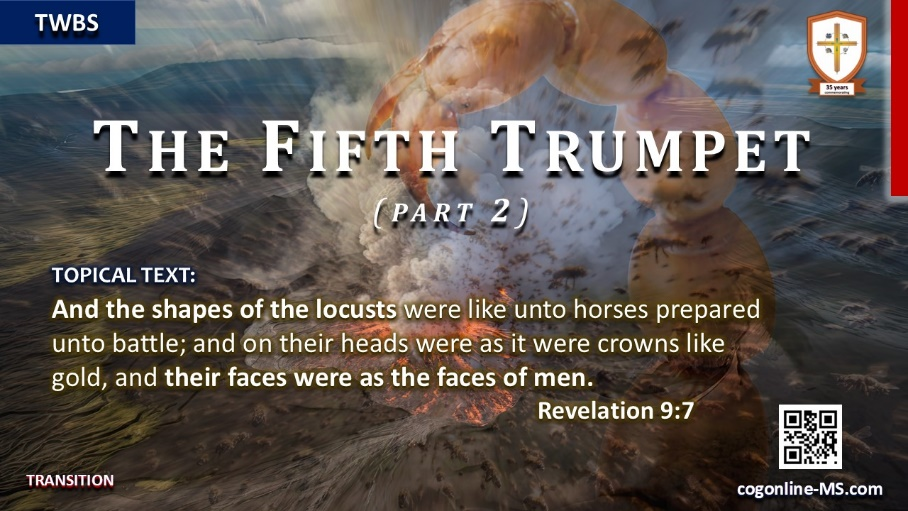 TWBS
35 years
commemorating
THE FIFTH TRUMPET
(PART 2)
TOPICAL TEXT:
And the shapes of the locusts were like unto horses prepared
unto battle; and on their heads were as it were crowns like
gold, and their faces were as the faces of men.
Revelation 9:7
TRANSITION
cogonline-MS.com